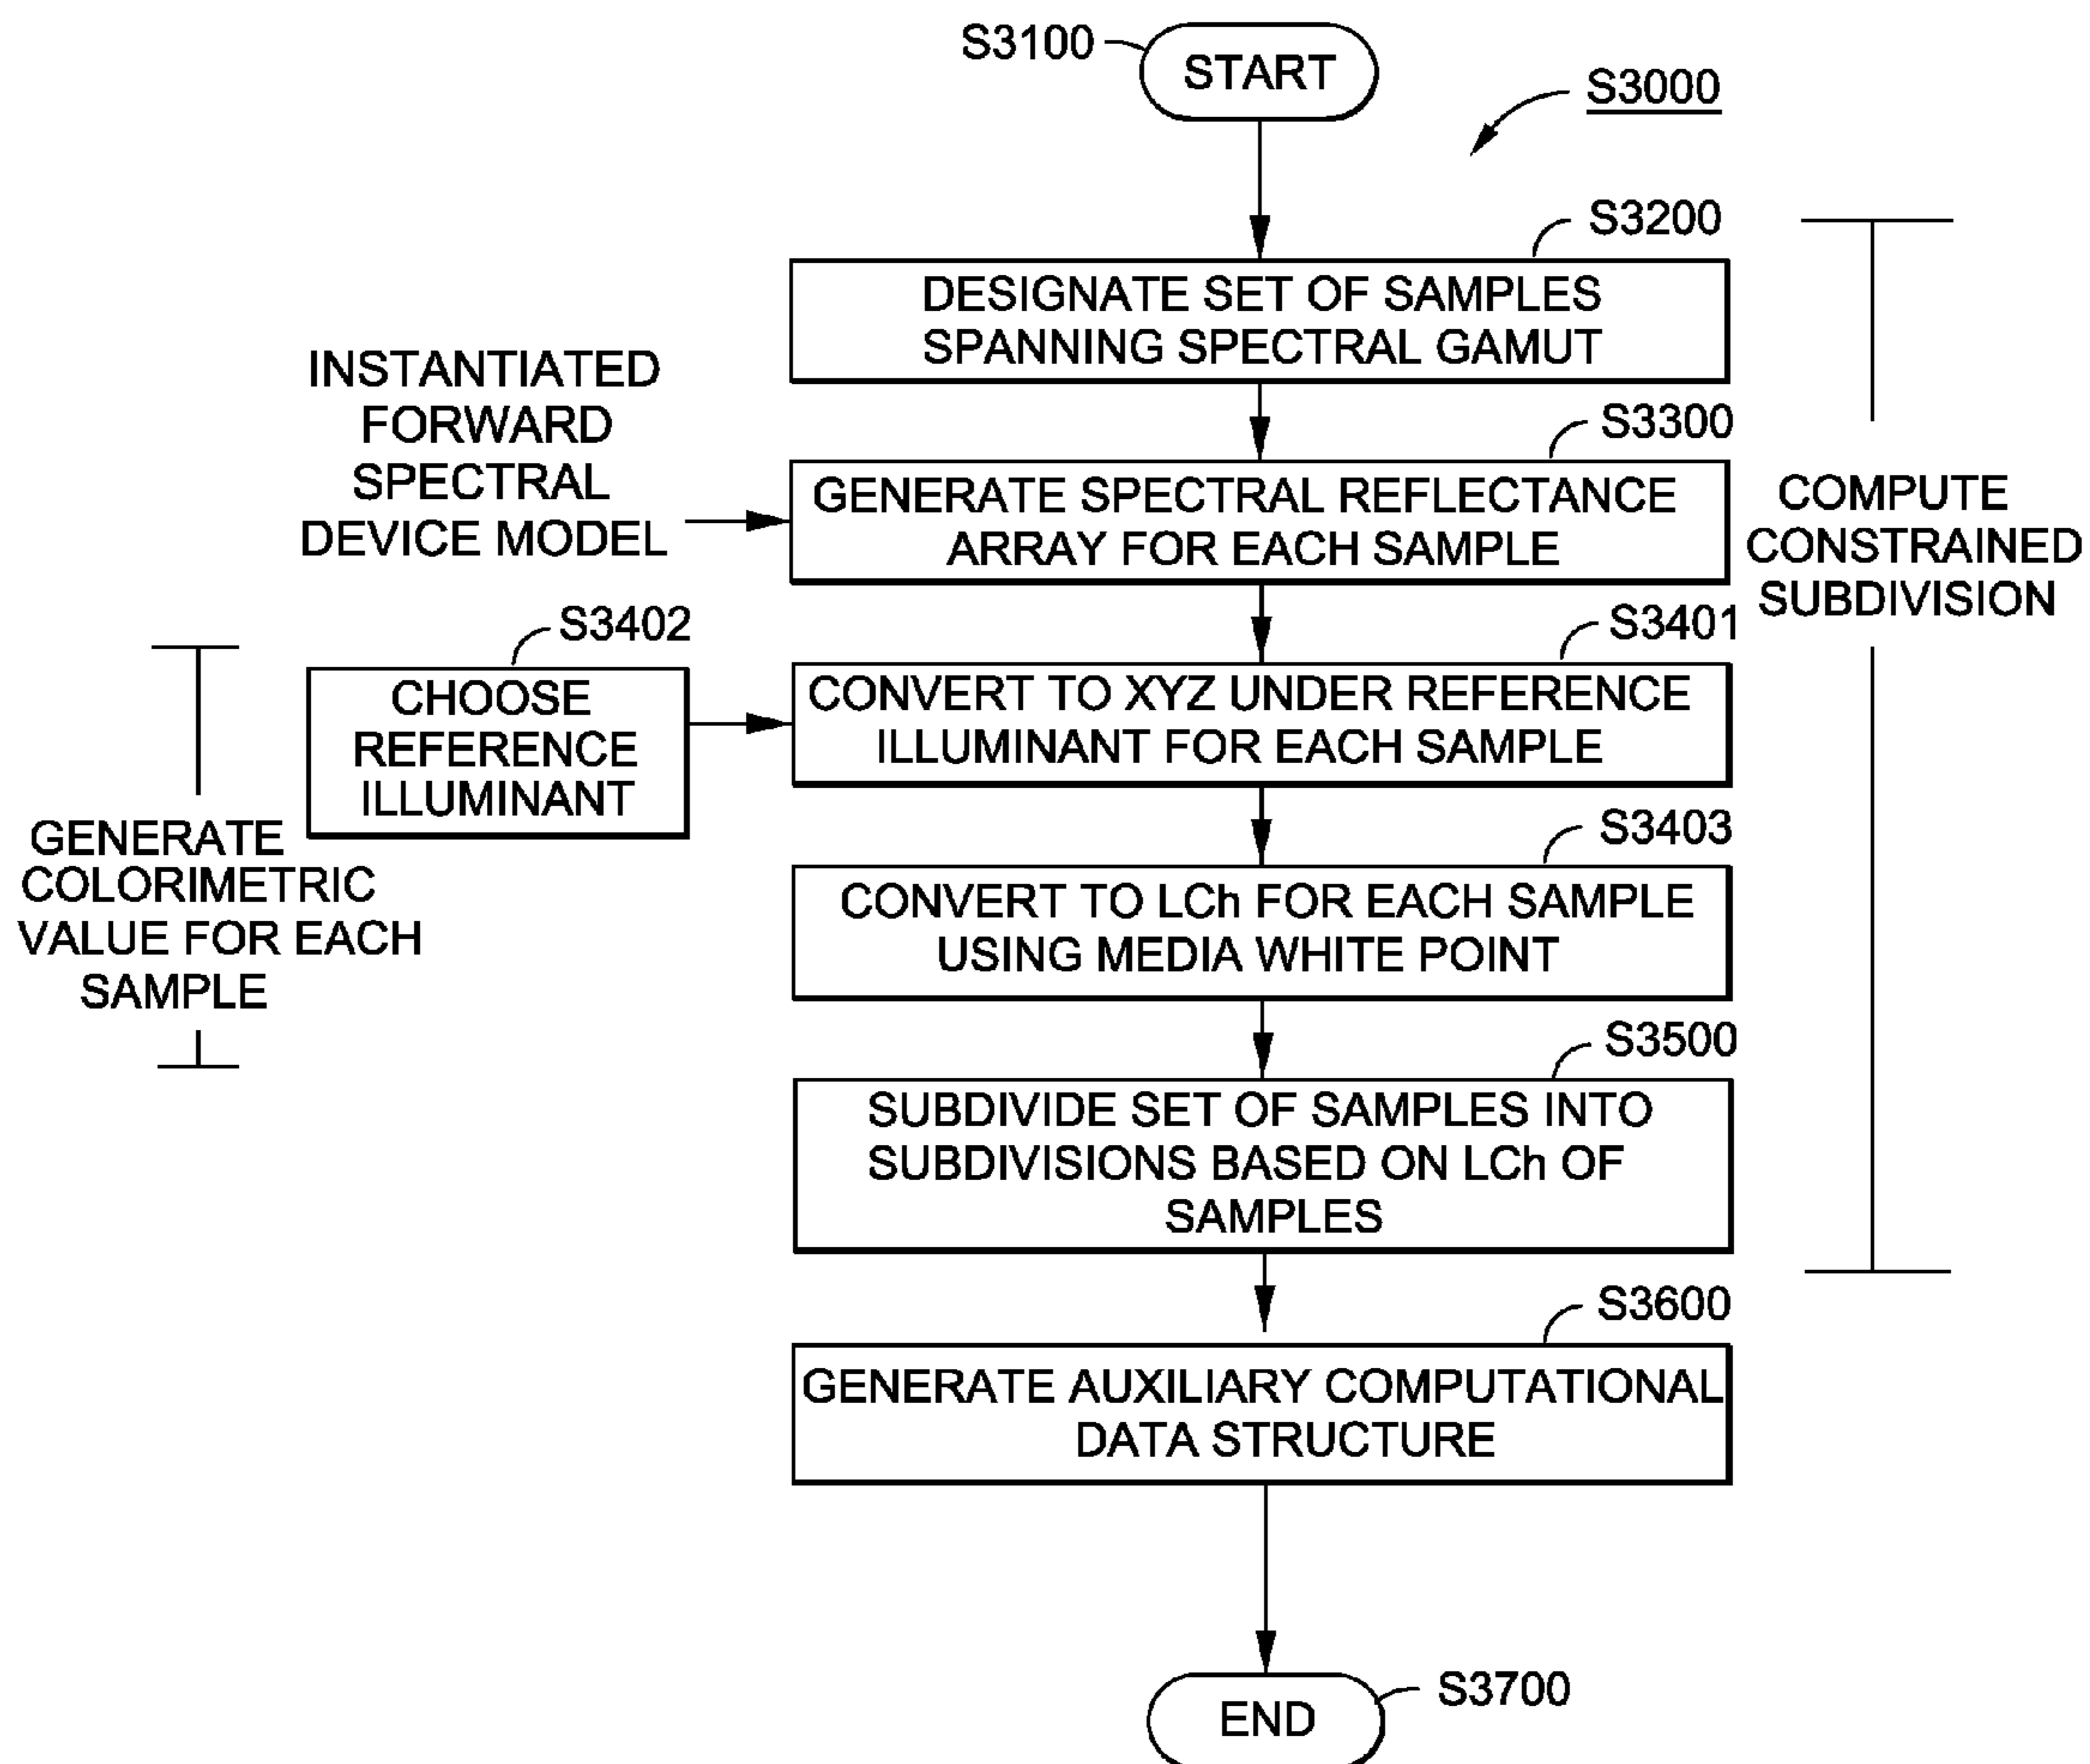 S3100
START
S3000
S3200
DESIGNATE SET OF SAMPLES
SPANNING SPECTRAL GAMUT
INSTANTIATED
FORWARD
SPECTRAL
DEVICE MODEL
S3300
GENERATE SPECTRAL REFLECTANCE
ARRAY FOR EACH SAMPLE
COMPUTE
CONSTRAINED
SUBDIVISION
S3402
CHOOSE
REFERENCE
ILLUMINANT
S3401
CONVERT TO XYZ UNDER REFERENCE
ILLUMINANT FOR EACH SAMPLE
GENERATE
COLORIMETRIC
VALUE FOR EACH
SAMPLE
S3403
CONVERT TO LCh FOR EACH SAMPLE
USING MEDIA WHITE POINT
S3500
SUBDIVIDE SET OF SAMPLES INTO
SUBDIVISIONS BASED ON LCh OF
SAMPLES
S3600
GENERATE AUXILIARY COMPUTATIONAL
DATA STRUCTURE
END
S3700